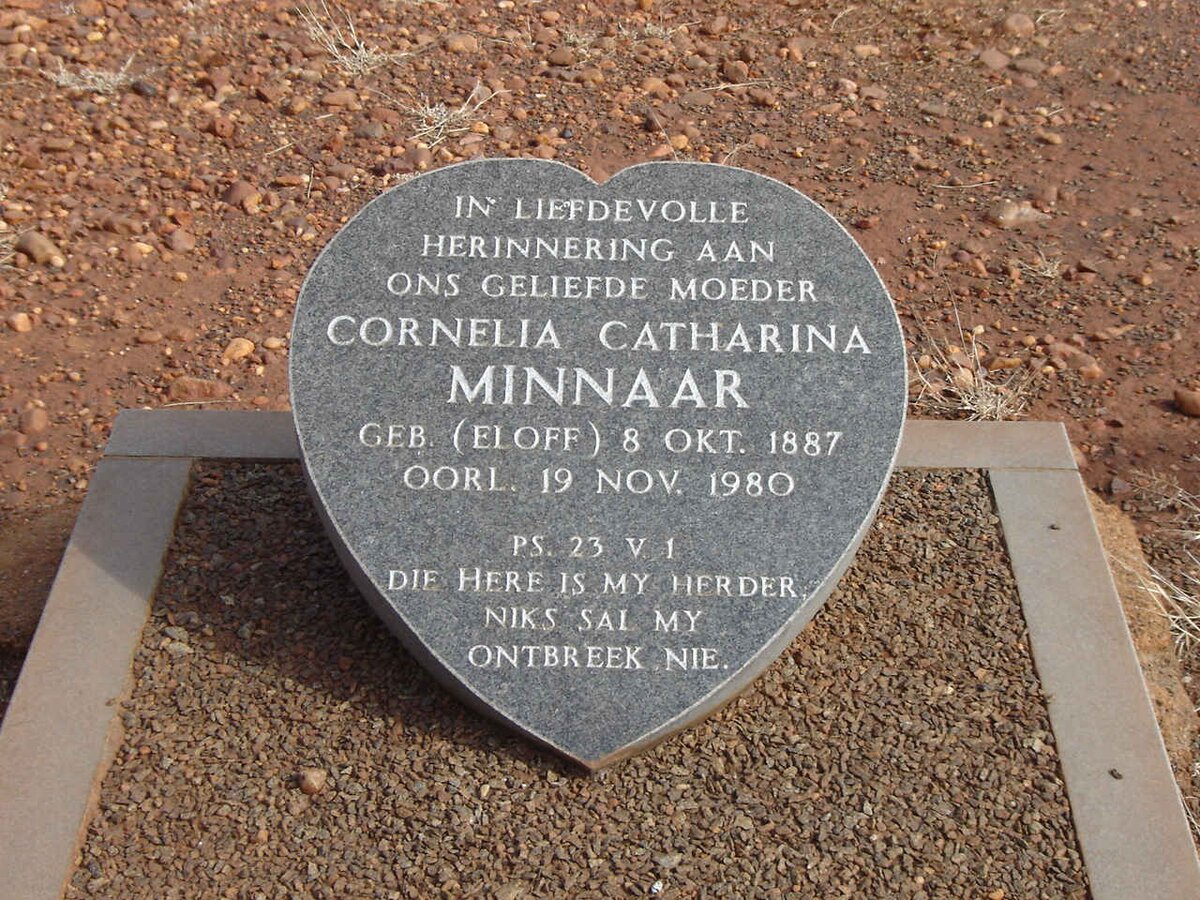 IN LIEFDEVOLLE
HERINNERING AAN
ONS GELIEFDE MOEDER
CORNELIA CATHARINA
MINNAAR
GEB. (ELOFF) 8 OKT. 1887
OORL. 19 NOV. 1980
PS. 23 V. 1
DIE HERE IS MY HERDER,
NIKS SAL MY
ONTBREEK NIE.